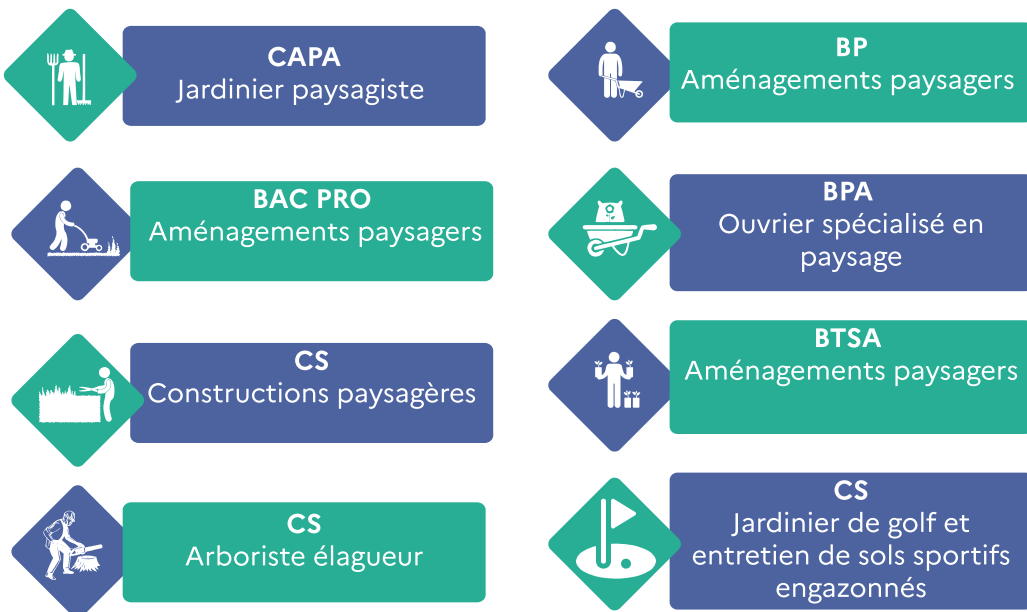 CAPA
Jardinier paysagiste
BP
Aménagements paysagers
BAC PRO
Aménagements paysagers
BPA
Ouvrier spécialisé en
paysage
CS
Constructions paysagères
BTSA
Aménagements paysagers
CS
Arboriste élagueur
CS
Jardinier de golf et
entretien de sols sportifs
engazonnés